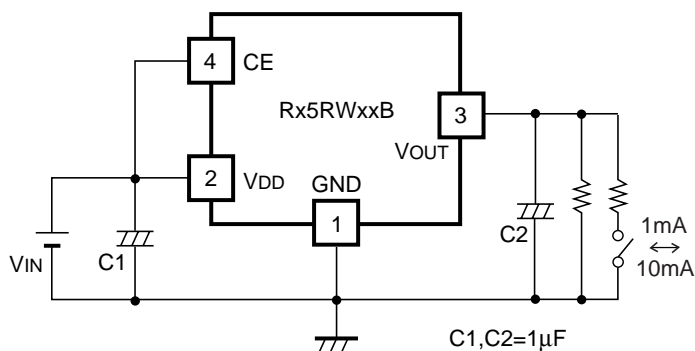 4 CE
Rx5RWxxB
3
VOUT
2 VDD
GND
1
VIN
C1
C2
1mA
10mA
C1,C2=1µF